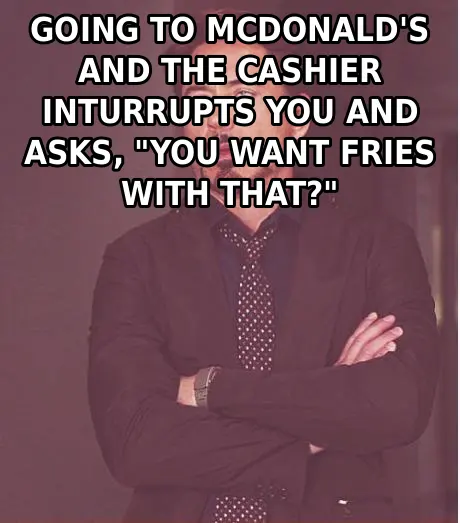 GOING TO MCDONALD'S
AND THE CASHIER
INTURRUPTS YOU AND
ASKS, "YOU WANT FRIES
WITH THAT?"